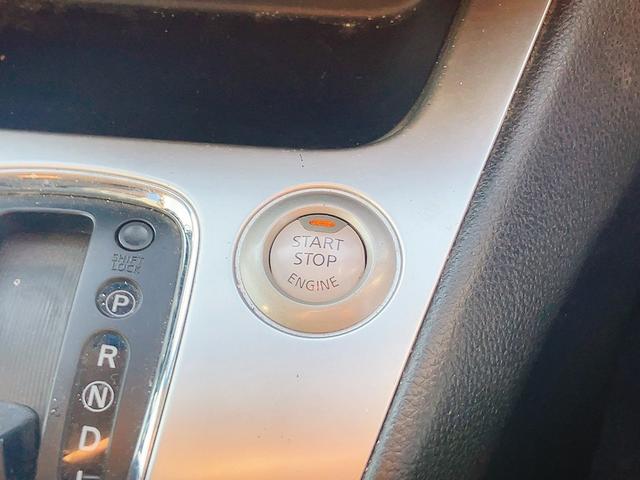 START
STOP
ENGINE
SHIFT
LOCK
P
R
N
D